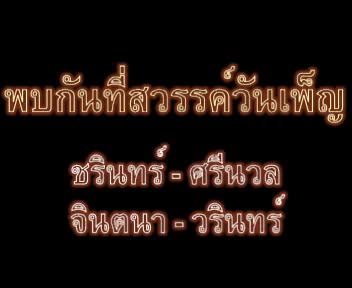 พบกันที่สวรรค์วันเพ็ญ
ชรินทร์ - ศรีนวล
จินตนา - วรินทร์